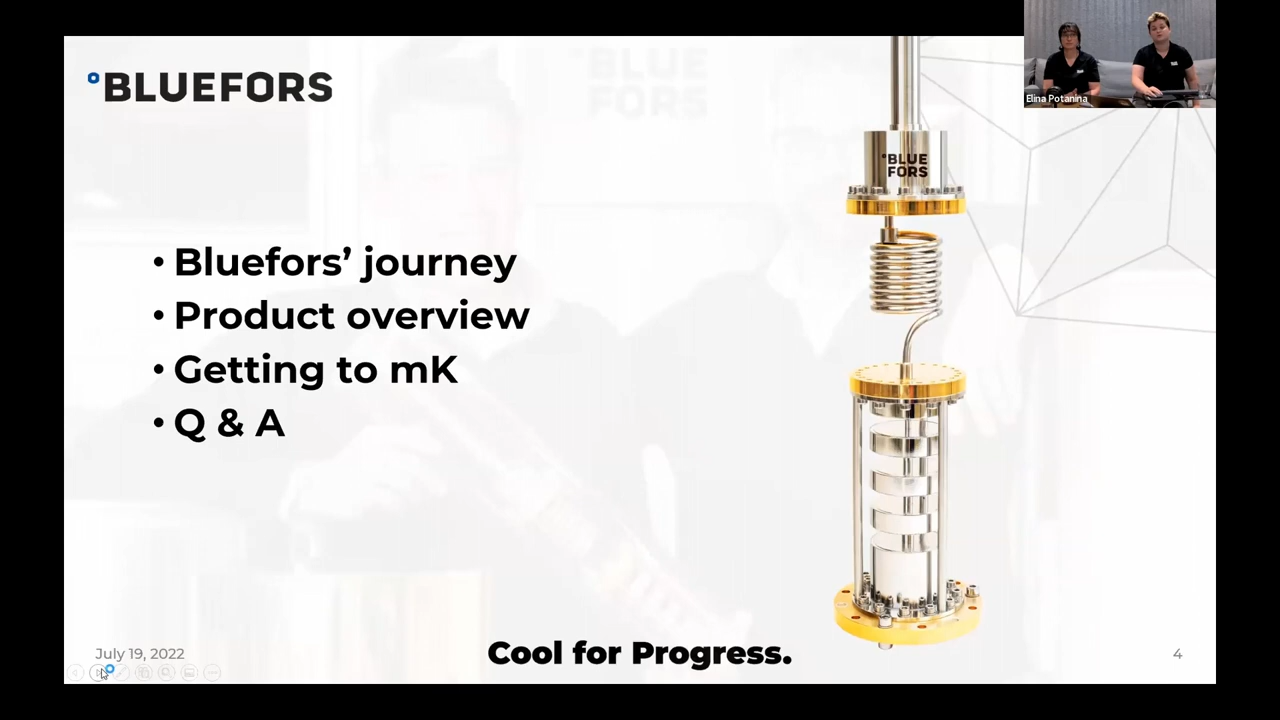 BLUEFORS
BLUE
FORS
Elina Potanina
BLUE
FORS
• Bluefors’ journey
• Product overview
• Getting to mK
• Q & A
July 19, 2022
Cool for Progress.
4